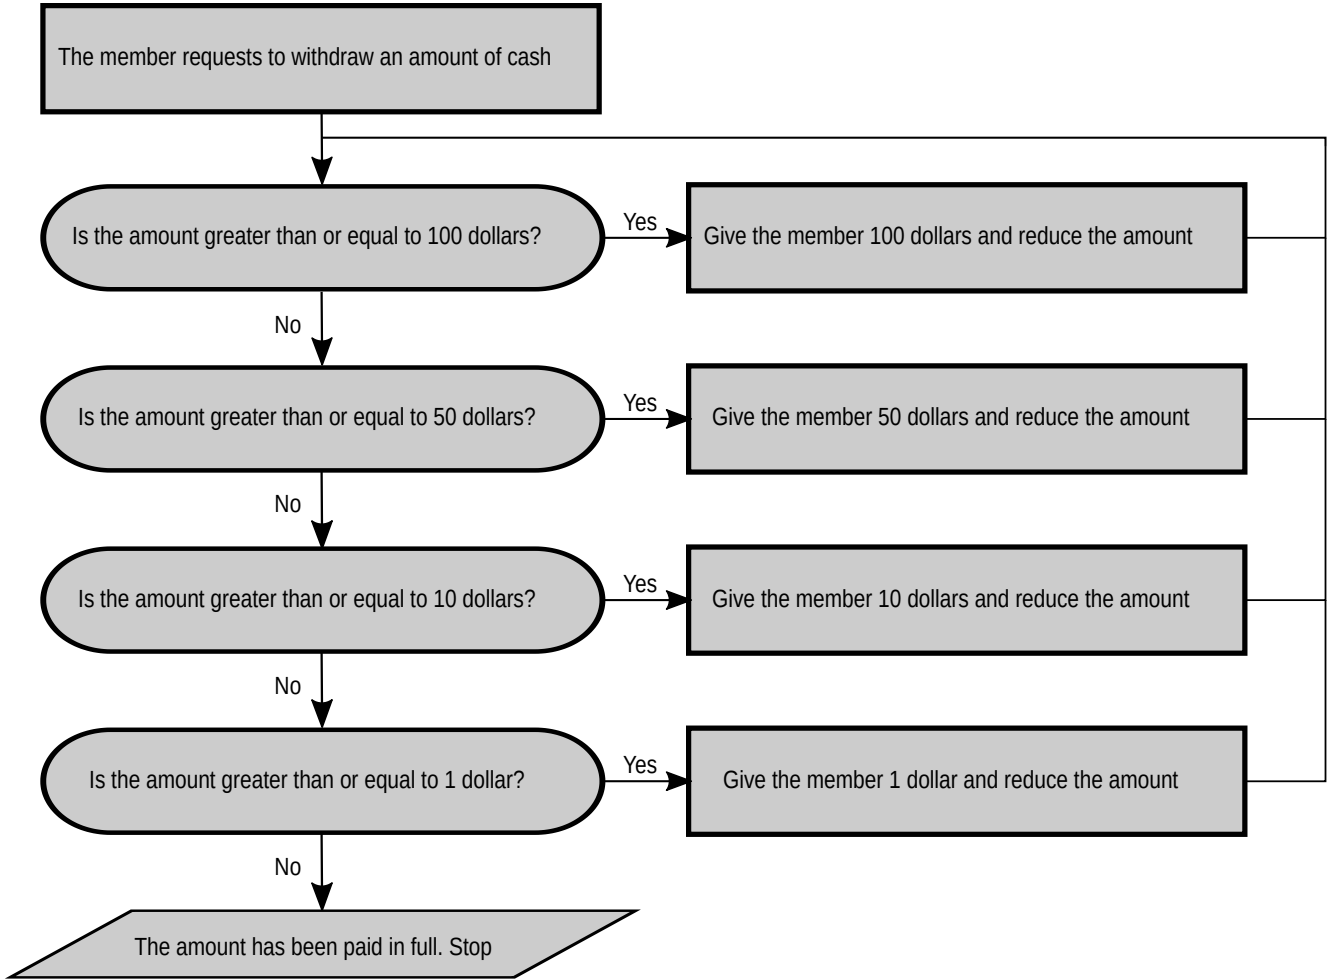 The member requests to withdraw an amount of cash
Is the amount greater than or equal to 100 dollars?
Yes
Give the member 100 dollars and reduce the amount
No
Is the amount greater than or equal to 50 dollars?
Yes
Give the member 50 dollars and reduce the amount
No
Is the amount greater than or equal to 10 dollars?
Yes
Give the member 10 dollars and reduce the amount
No
Is the amount greater than or equal to 1 dollar?
Yes
Give the member 1 dollar and reduce the amount
No
The amount has been paid in full. Stop